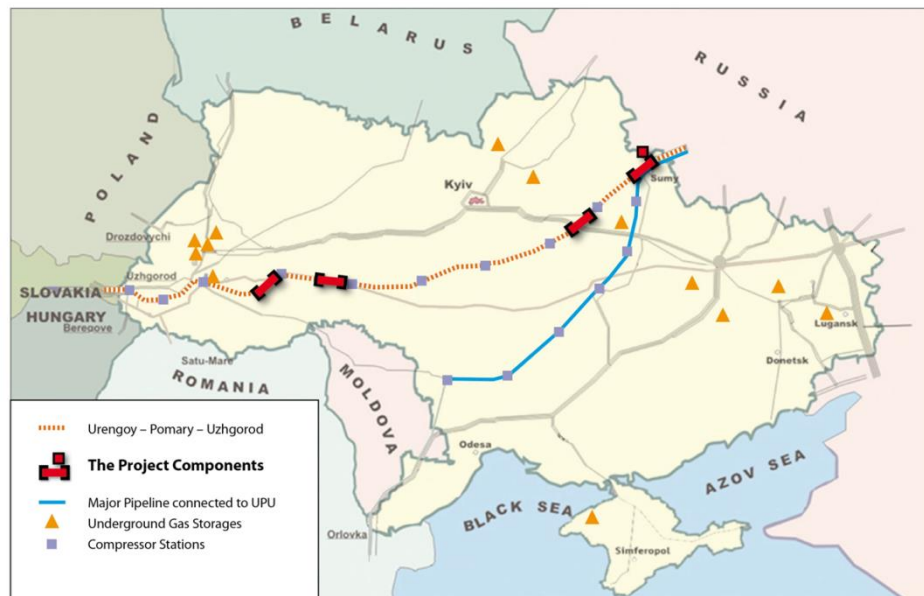 BELARUS
RUSSIA
POLAND
Kyiv
Sumy
Drozdovychi
Uzhgorod
SLOVAKIA
HUNGARY
Beregove
Lugansk
Satu-Mare
Donetsk
ROMANIA
MOLDOVA
Urengoy – Pomary – Uzhgorod
The Project Components
Major Pipeline connected to UPU
Underground Gas Storages
Compressor Stations
Odesa
AZOV SEA
BLACK SEA
Orlovka
Simferopol